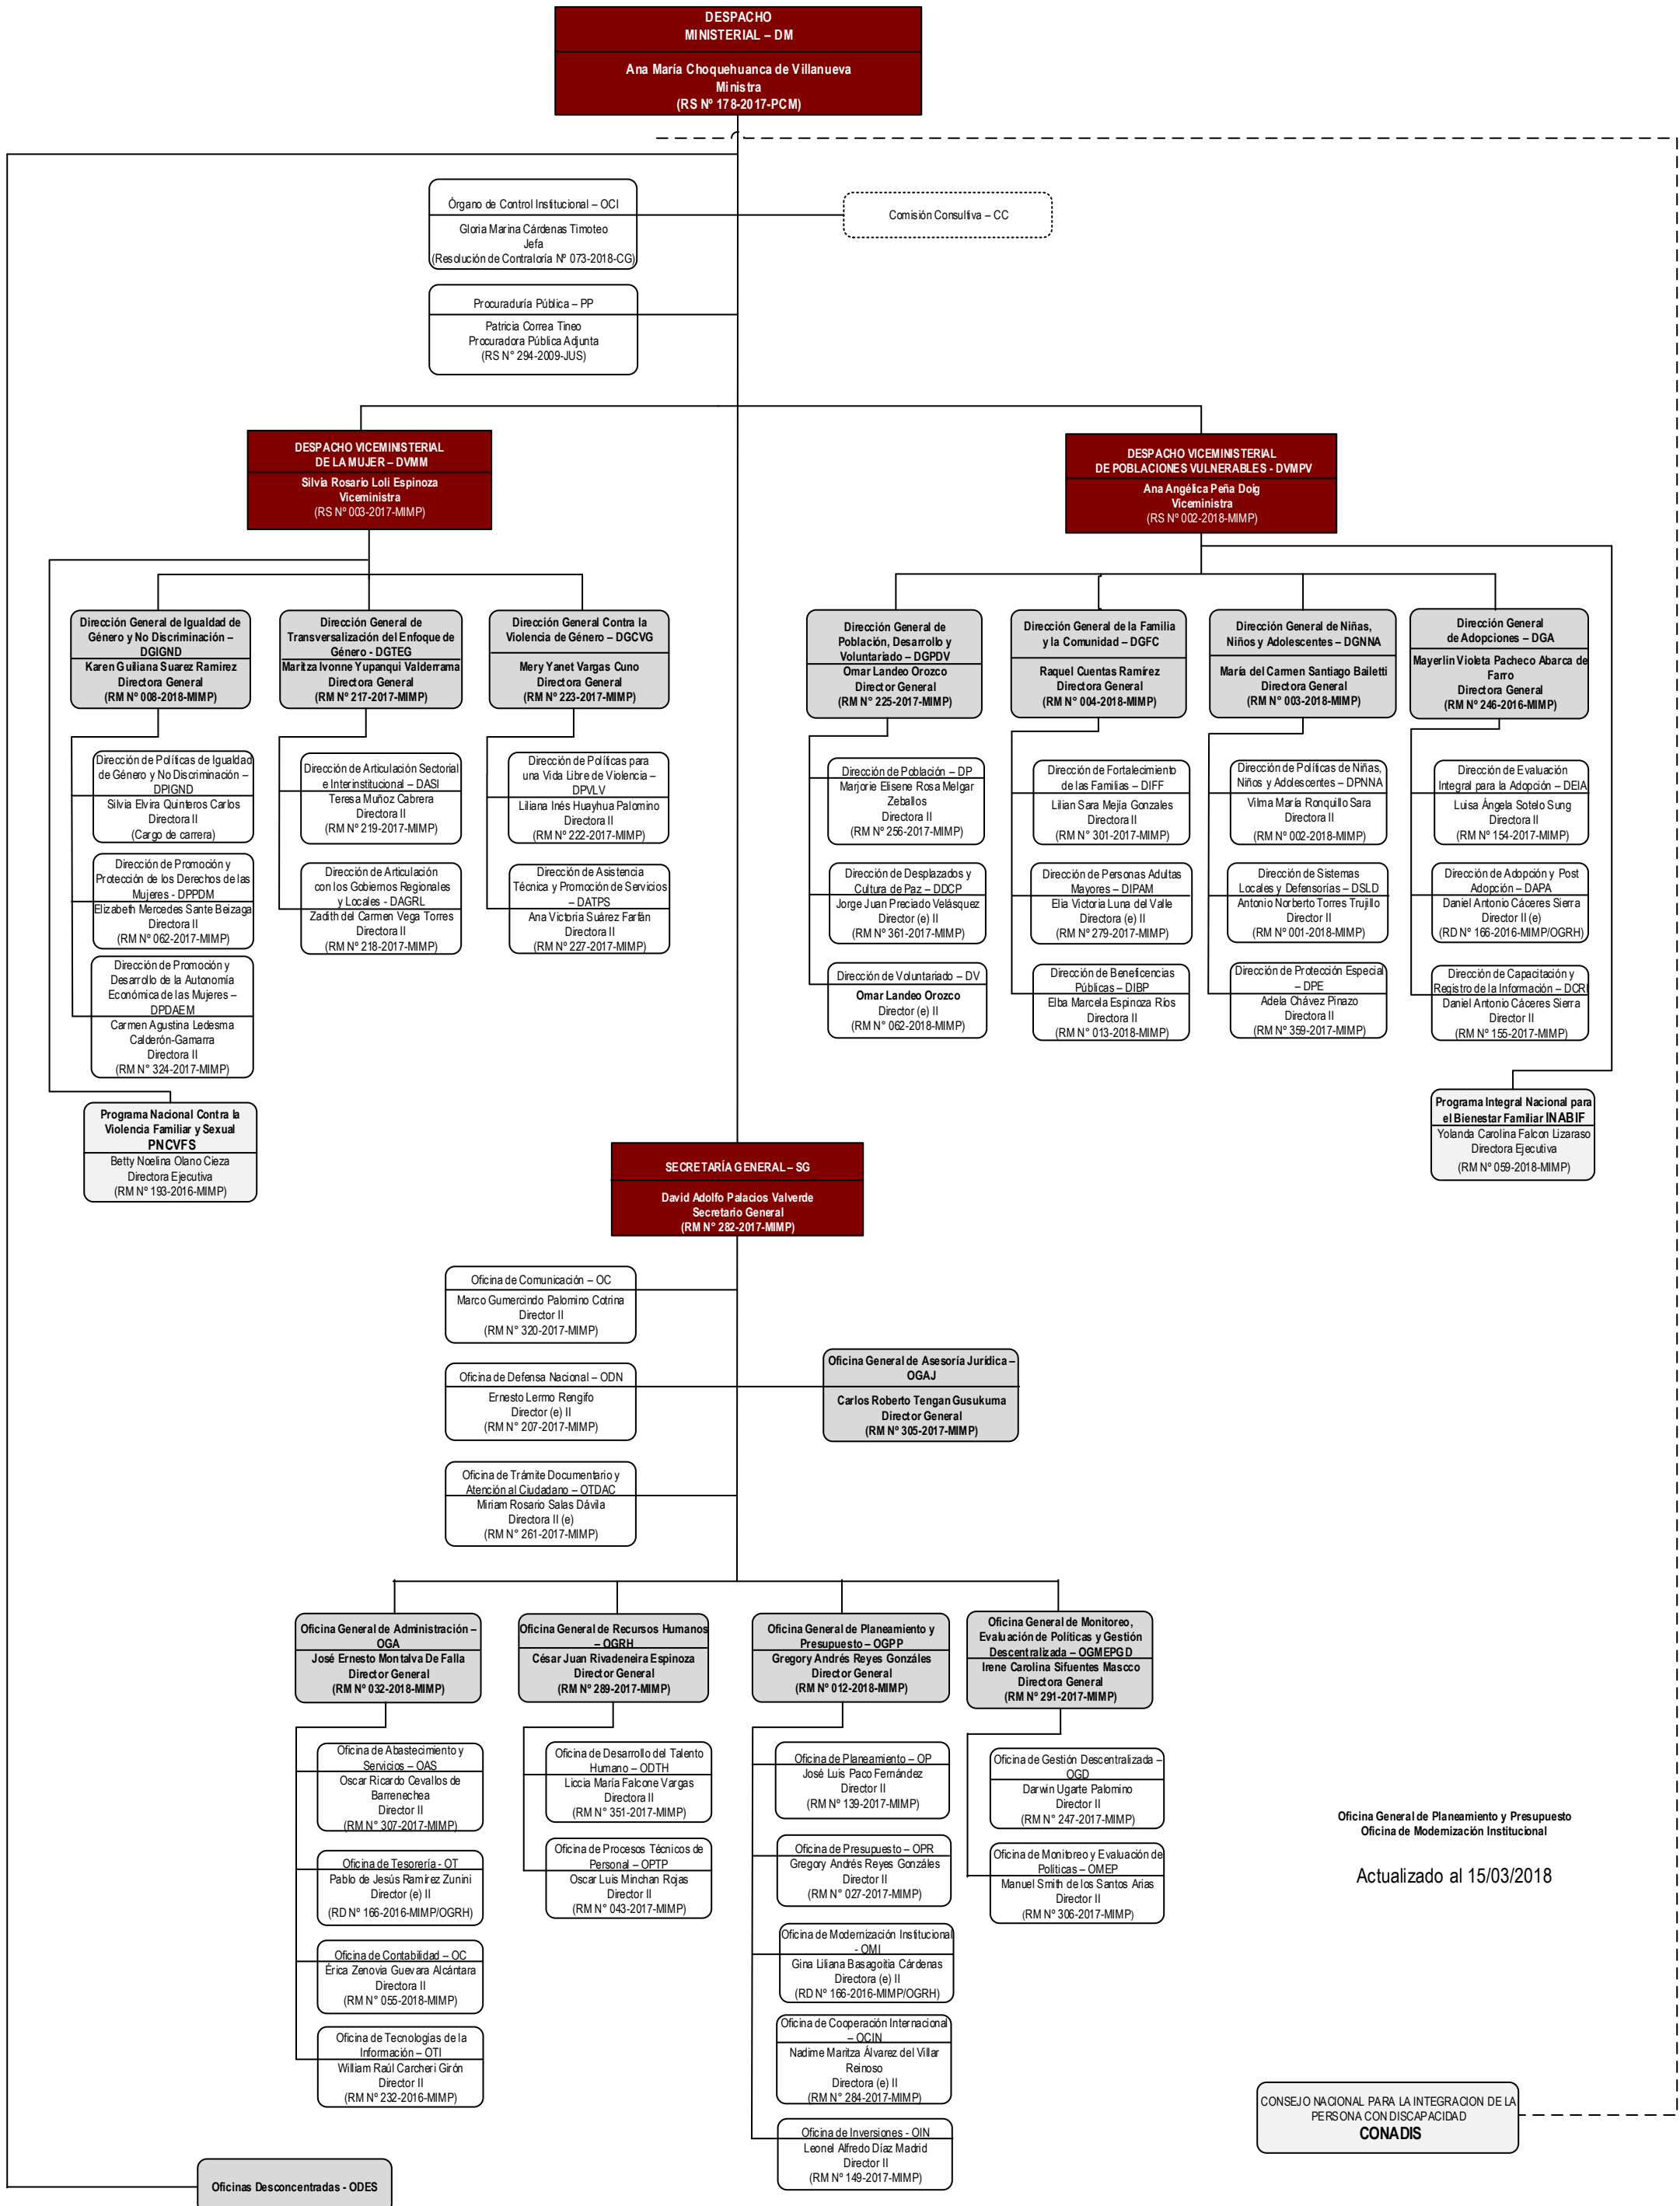 DESPACHO
MINISTERIAL – DM
Ana María Choquehuanca de Villanueva
Ministra
(RS Nº 178-2017-PCM)
Órgano de Control Institucional – OCI
Gloria Marina Cárdenas Timoteo
Jefa
(Resolución de Contraloría Nº 073-2018-CG)
Comisión Consultiva – CC
Procuraduría Pública – PP
Patricia Correa Tineo
Procuradora Pública Adjunta
(RS N° 294-2009-JUS)
DESPACHO VICEMINISTERIAL
DE LA MUJER – DVMM
Silvia Rosario Loli Espinoza
Viceministra
(RS Nº 003-2017-MIMP)
DESPACHO VICEMINISTERIAL
DE POBLACIONES VULNERABLES - DVMPV
Ana Angélica Peña Doig
Viceministra
(RS Nº 002-2018-MIMP)
Dirección General de Igualdad de
Género y No Discriminación –
DGIGND
Karen Guiliana Suarez Ramirez
Directora General
(RM Nº 008-2018-MIMP)
Dirección de Políticas de Igualdad
de Género y No Discriminación –
DPIGND
Silvia Elvira Quinteros Carlos
Directora II
(Cargo de carrera)
Dirección de Promoción y
Protección de los Derechos de las
Mujeres - DPPDM
Elizabeth Mercedes Sante Beizaga
Directora II
(RM Nº 062-2017-MIMP)
Dirección de Promoción y
Desarrollo de la Autonomía
Económica de las Mujeres –
DPDAEM
Carmen Agustina Ledesma
Calderón-Gamarra
Directora II
(RM N° 324-2017-MIMP)
Dirección General de
Transversalización del Enfoque de
Género - DGTEG
Maritza Ivonne Yupanqui Valderrama
Directora General
(RM Nº 217-2017-MIMP)
Dirección de Articulación Sectorial
e Interinstitucional – DASI
Teresa Muñoz Cabrera
Directora II
(RM Nº 219-2017-MIMP)
Dirección de Articulación
con los Gobiernos Regionales
y Locales - DAGRL
Zadith del Carmen Vega Torres
Directora II
(RM N° 218-2017-MIMP)
Dirección General Contra la
Violencia de Género – DGCVG
Mery Yanet Vargas Cuno
Directora General
(RM Nº 223-2017-MIMP)
Dirección de Políticas para
una Vida Libre de Violencia –
DPVLV
Liliana Inés Huayhua Palomino
Directora II
(RM N° 222-2017-MIMP)
Dirección de Asistencia
Técnica y Promoción de Servicios
– DATPS
Ana Victoria Suárez Farfán
Directora II
(RM N° 227-2017-MIMP)
Dirección General de
Población, Desarrollo y
Voluntariado – DGPDV
Omar Landeo Orozco
Director General
(RM N° 225-2017-MIMP)
Dirección de Población – DP
Marjorie Elisene Rosa Melgar
Zeballos
Directora II
(RM N° 256-2017-MIMP)
Dirección de Desplazados y
Cultura de Paz – DDCP
Jorge Juan Preciado Velásquez
Director (e) II
(RM N° 361-2017-MIMP)
Dirección de Voluntariado – DV
Omar Landeo Orozco
Director (e) II
(RM N° 062-2018-MIMP)
Dirección General de la Familia
y la Comunidad – DGFC
Raquel Cuentas Ramírez
Directora General
(RM N° 004-2018-MIMP)
Dirección de Fortalecimiento
de las Familias – DIFF
Lilian Sara Mejía Gonzales
Directora II
(RM N° 301-2017-MIMP)
Dirección de Personas Adultas
Mayores – DIPAM
Elia Victoria Luna del Valle
Directora (e) II
(RM N° 279-2017-MIMP)
Dirección de Beneficencias
Públicas – DIBP
Elba Marcela Espinoza Ríos
Directora II
(RM N° 013-2018-MIMP)
Dirección General de Niñas,
Niños y Adolescentes – DGNNA
María del Carmen Santiago Bailetti
Directora General
(RM N° 003-2018-MIMP)
Dirección de Políticas de Niñas,
Niños y Adolescentes – DPNNA
Vilma María Ronquillo Sara
Directora II
(RM Nº 002-2018-MIMP)
Dirección de Sistemas
Locales y Defensorías – DSLD
Antonio Norberto Torres Trujillo
Director II
(RM N° 001-2018-MIMP)
Dirección de Protección Especial
– DPE
Adela Chávez Pinazo
Directora II
(RM N° 359-2017-MIMP)
Dirección General
de Adopciones – DGA
Mayerlin Violeta Pacheco Abarca de
Farro
Directora General
(RM Nº 246-2016-MIMP)
Dirección de Evaluación
Integral para la Adopción – DEIA
Luisa Ángela Sotelo Sung
Directora II
(RM N° 154-2017-MIMP)
Dirección de Adopción y Post
Adopción – DAPA
Daniel Antonio Cáceres Sierra
Director II (e)
(RD Nº 166-2016-MIMP/OGRH)
Dirección de Capacitación y
Registro de la Información – DCRI
Daniel Antonio Cáceres Sierra
Director II
(RM Nº 155-2017-MIMP)
Programa Nacional Contra la
Violencia Familiar y Sexual
PNCVFS
Betty Noelina Olano Cieza
Directora Ejecutiva
(RM Nº 193-2016-MIMP)
Programa Integral Nacional para
el Bienestar Familiar INABIF
Yolanda Carolina Falcon Lizaraso
Directora Ejecutiva
(RM Nº 059-2018-MIMP)
SECRETARÍA GENERAL – SG
David Adolfo Palacios Valverde
Secretario General
(RM N° 282-2017-MIMP)
Oficina de Comunicación – OC
Marco Gumercindo Palomino Cotrina
Director II
(RM N° 320-2017-MIMP)
Oficina de Defensa Nacional – ODN
Ernesto Lermo Rengifo
Director (e) II
(RM N° 207-2017-MIMP)
Oficina General de Asesoría Jurídica –
OGAJ
Carlos Roberto Tengan Gusukuma
Director General
(RM Nº 305-2017-MIMP)
Oficina de Trámite Documentario y
Atención al Ciudadano – OTDAC
Miriam Rosario Salas Dávila
Directora II (e)
(RM N° 261-2017-MIMP)
Oficina General de Administración –
OGA
José Ernesto Montalva De Falla
Director General
(RM Nº 032-2018-MIMP)
Oficina de Abastecimiento y
Servicios – OAS
Oscar Ricardo Cevallos de
Barrenechea
Director II
(RM N° 307-2017-MIMP)
Oficina de Tesorería - OT
Pablo de Jesús Ramírez Zunini
Director (e) II
(RD Nº 166-2016-MIMP/OGRH)
Oficina de Contabilidad – OC
Érica Zenovia Guevara Alcántara
Directora II
(RM N° 055-2018-MIMP)
Oficina de Tecnologías de la
Información – OTI
William Raúl Carcheri Girón
Director II
(RM Nº 232-2016-MIMP)
Oficina General de Recursos Humanos
– OGRH
César Juan Rivadeneira Espinoza
Director General
(RM N° 289-2017-MIMP)
Oficina de Desarrollo del Talento
Humano – ODTH
Liccia María Falcone Vargas
Directora II
(RM N° 351-2017-MIMP)
Oficina de Procesos Técnicos de
Personal – OPTP
Oscar Luis Minchan Rojas
Director II
(RM N° 043-2017-MIMP)
Oficina General de Planeamiento y
Presupuesto – OGPP
Gregory Andrés Reyes Gonzáles
Director General
(RM Nº 012-2018-MIMP)
Oficina de Planeamiento – OP
José Luis Paco Fernández
Director II
(RM Nº 139-2017-MIMP)
Oficina de Presupuesto – OPR
Gregory Andrés Reyes Gonzáles
Director II
(RM N° 027-2017-MIMP)
Oficina de Modernización Institucional
- OMI
Gina Liliana Basagoitia Cárdenas
Directora (e) II
(RD Nº 166-2016-MIMP/OGRH)
Oficina de Cooperación Internacional
– OCIN
Nadime Maritza Álvarez del Villar
Reinoso
Directora (e) II
(RM N° 284-2017-MIMP)
Oficina de Inversiones - OIN
Leonel Alfredo Díaz Madrid
Director II
(RM Nº 149-2017-MIMP)
Oficina General de Monitoreo,
Evaluación de Políticas y Gestión
Descentralizada – OGMEPGD
Irene Carolina Sifuentes Mascco
Directora General
(RM N° 291-2017-MIMP)
Oficina de Gestión Descentralizada –
OGD
Darwin Ugarte Palomino
Director II
(RM N° 247-2017-MIMP)
Oficina de Monitoreo y Evaluación de
Políticas – OMEP
Manuel Smith de los Santos Arias
Director II
(RM N° 306-2017-MIMP)
Oficina General de Planeamiento y Presupuesto
Oficina de Modernización Institucional
Actualizado al 15/03/2018
CONSEJO NACIONAL PARA LA INTEGRACION DE LA
PERSONA CON DISCAPACIDAD
CONADIS
Oficinas Desconcentradas - ODES